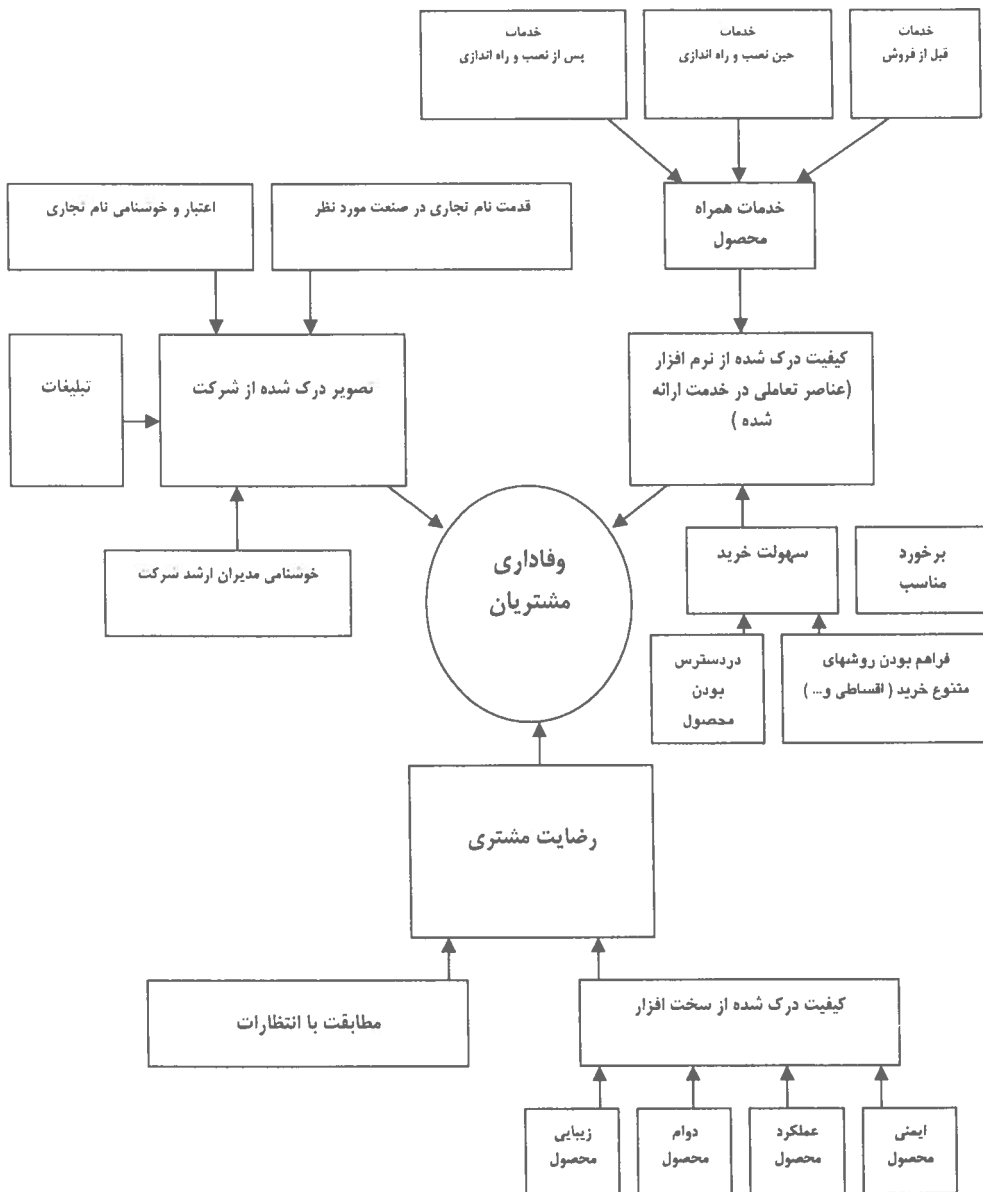 خدمات
قبل از فروش
خدمات
حین نصب و راه اندازی
خدمات
پس از نصب و راه اندازی
خدمات همراه
محصول
قدمت نام تجاری در صنعت مورد نظر
اعتبار و خوشنامی نام تجاری
کیفیت درک شده از نرم افزار
(عناصر تعاملی در خدمت ارائه
شده )
تصویر درک شده از شرکت
تبلیغات
وفاداری
مشتریان
برخورد
مناسب
سهولت خرید
خوشنامی مدیران ارشد شرکت
فراهم بودن روشهای
متنوع خرید ( اقساطی و... )
دردسترس
بودن
محصول
رضایت مشتری
کیفیت درک شده از سخت افزار
مطابقت با انتظارات
ایمنی
محصول
عملکرد
محصول
دوام
محصول
زیبایی
محصول